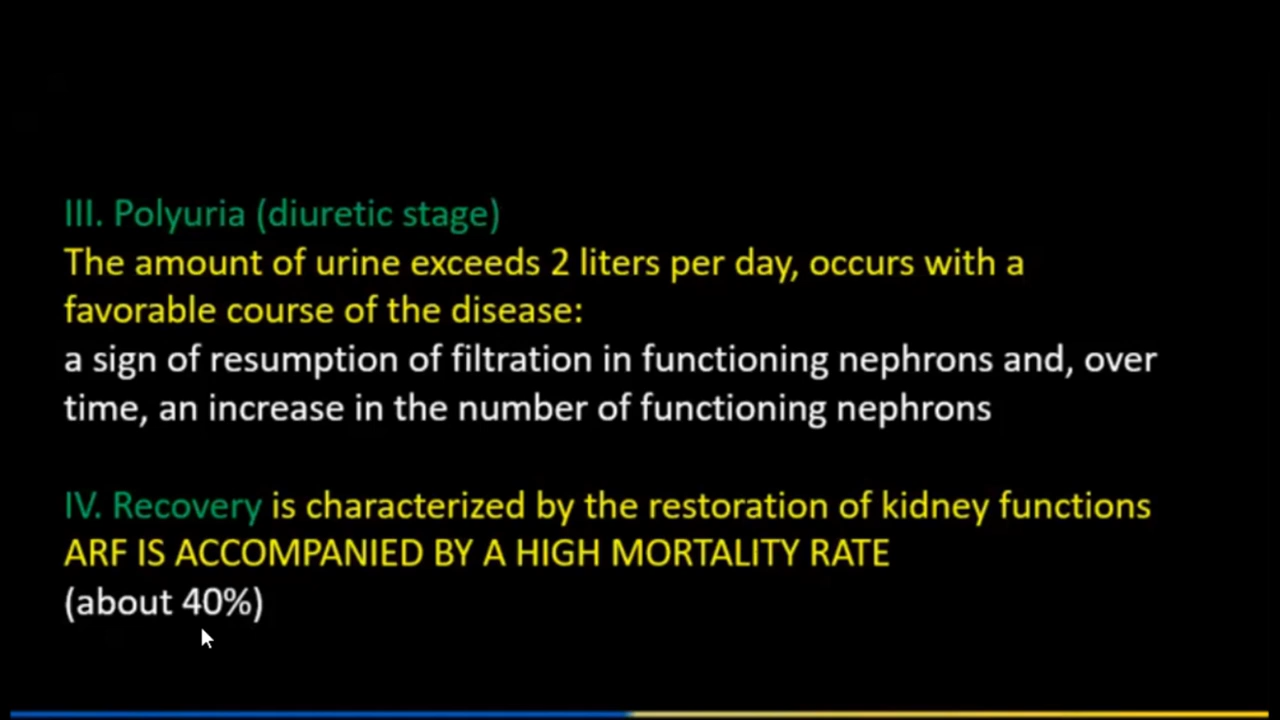 III. Polyuria (diuretic stage)
The amount of urine exceeds 2 liters per day, occurs with a
favorable course of the disease:
a sign of resumption of filtration in functioning nephrons and, over
time, an increase in the number of functioning nephrons
IV. Recovery is characterized by the restoration of kidney functions
ARF IS ACCOMPANIED BY A HIGH MORTALITY RATE
(about 40%)